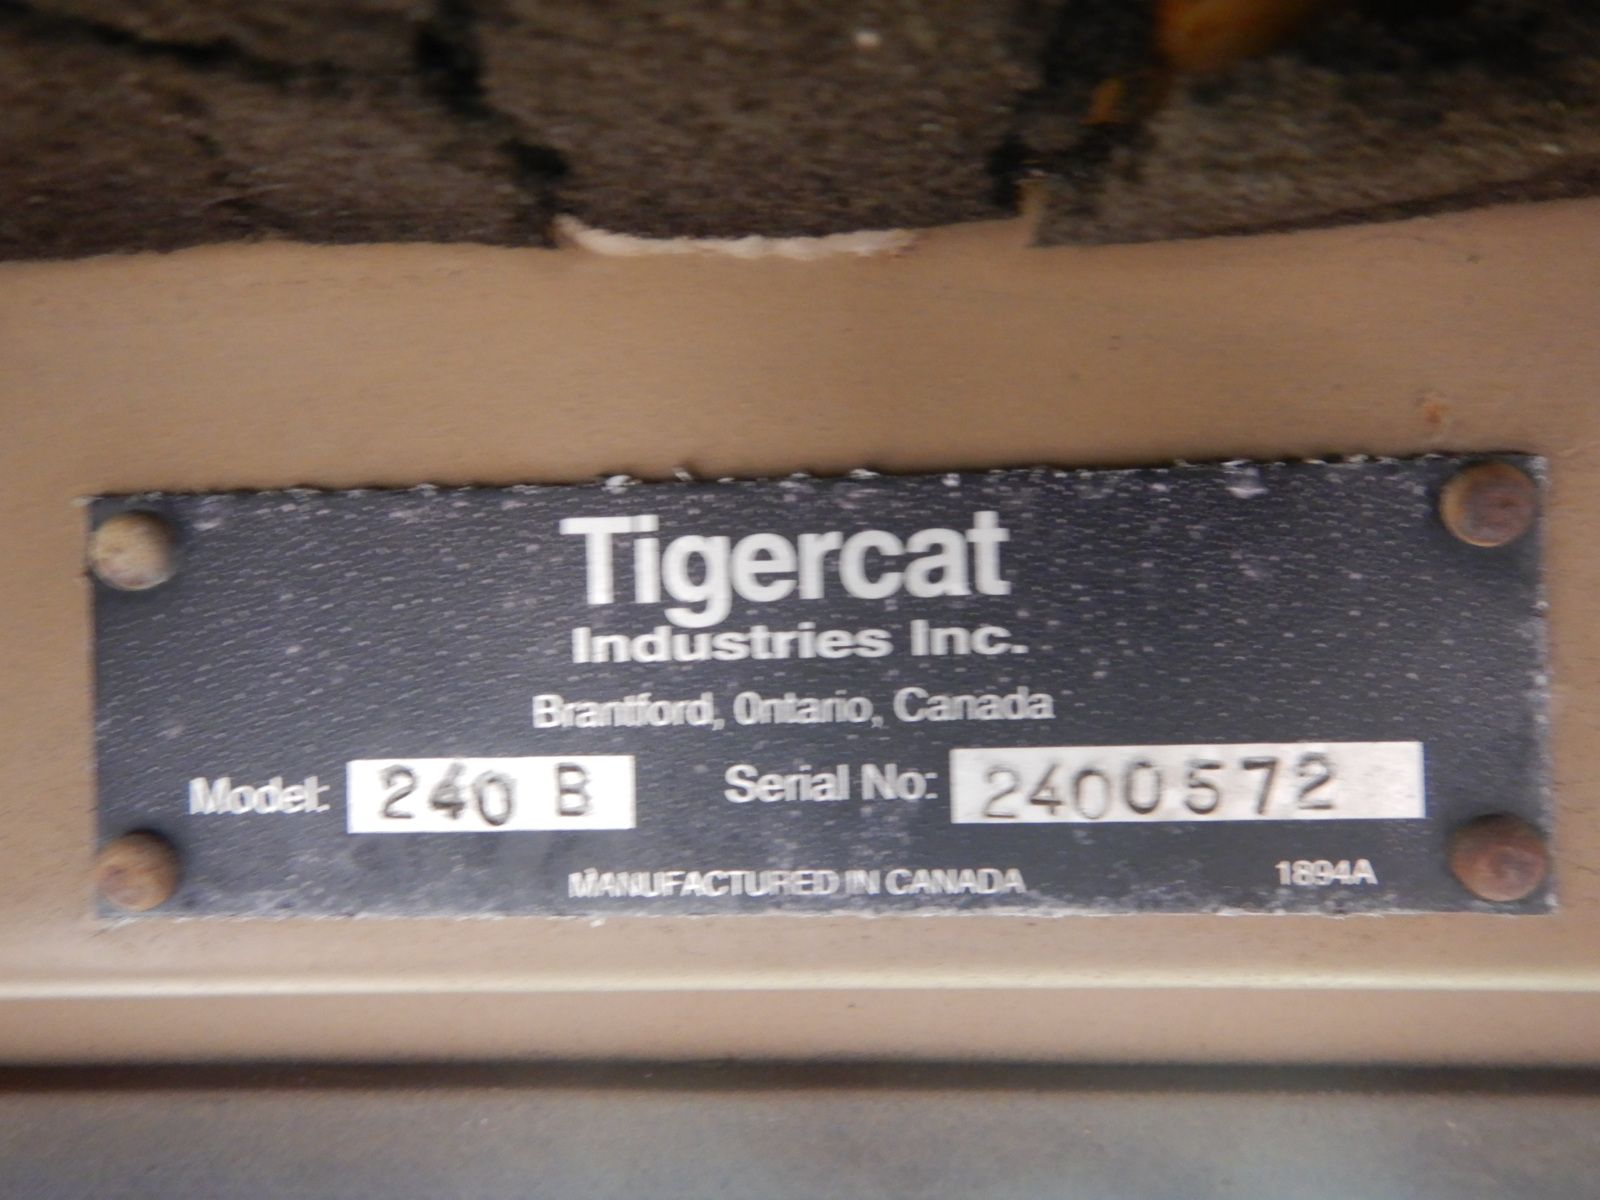 Tigercat
Industries Inc.
Brantford, Ontario, Canada
Model: 240 B Serial No: 2400572
MANUFACTURED IN CANADA 1894A